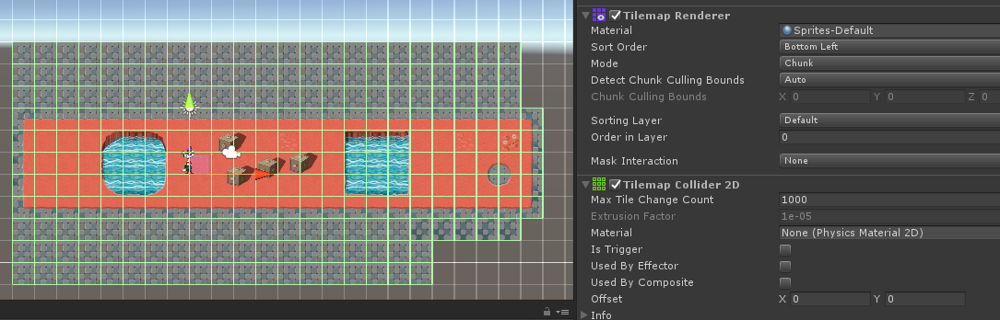 Tilemap Renderer
Material Sprites-Default
Sort Order Bottom Left
Mode Chunk
Detect Chunk Culling Bounds Auto
Chunk Culling Bounds X 0 Y 0 Z 0
Sorting Layer Default
Order in Layer 0
Mask Interaction None
Tilemap Collider 2D
Max Tile Change Count 1000
Extrusion Factor 1e-05
Material None (Physics Material 2D)
Is Trigger
Used By Effector
Used By Composite
Offset X 0 Y 0
Info